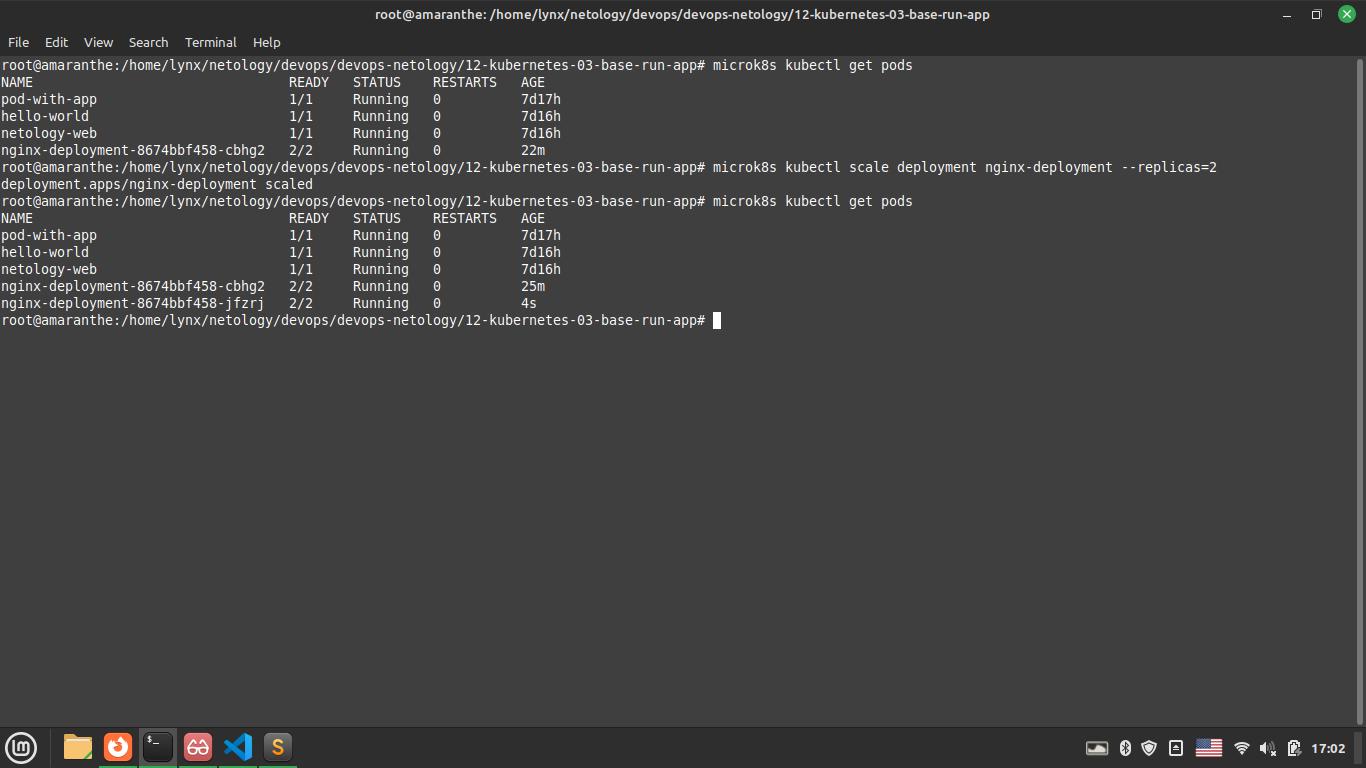 root@amaranthe: /home/lynx/netology/devops/devops-netology/12-kubernetes-03-base-run-app
File Edit View Search Terminal Help
root@amaranthe:/home/lynx/netology/devops/devops-netology/12-kubernetes-03-base-run-app# microk8s kubectl get pods
NAME                                READY   STATUS    RESTARTS   AGE
pod-with-app                        1/1     Running   0          7d17h
hello-world                         1/1     Running   0          7d16h
netology-web                        1/1     Running   0          7d16h
nginx-deployment-8674bbf458-cbhg2   2/2     Running   0          22m
root@amaranthe:/home/lynx/netology/devops/devops-netology/12-kubernetes-03-base-run-app# microk8s kubectl scale deployment nginx-deployment --replicas=2
deployment.apps/nginx-deployment scaled
root@amaranthe:/home/lynx/netology/devops/devops-netology/12-kubernetes-03-base-run-app# microk8s kubectl get pods
NAME                                READY   STATUS    RESTARTS   AGE
pod-with-app                        1/1     Running   0          7d17h
hello-world                         1/1     Running   0          7d16h
netology-web                        1/1     Running   0          7d16h
nginx-deployment-8674bbf458-cbhg2   2/2     Running   0          25m
nginx-deployment-8674bbf458-jfzrj   2/2     Running   0          4s
root@amaranthe:/home/lynx/netology/devops/devops-netology/12-kubernetes-03-base-run-app#
17:02